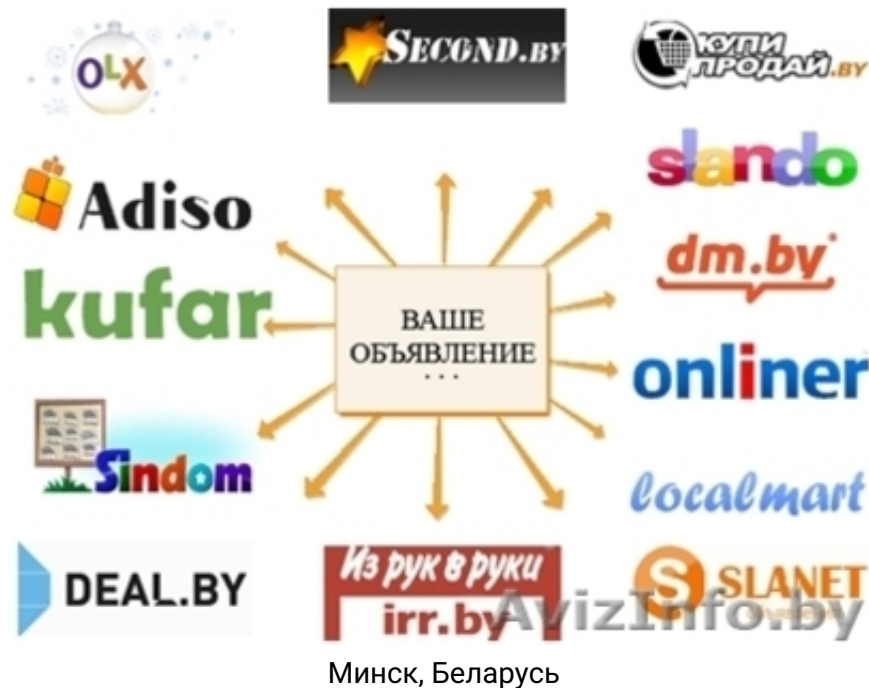 OLX
SECOND.BY
КУПИ
ПРОДАЙ.BY
slando
Adiso
dm.by
kufar
ВАШЕ
ОБЪЯВЛЕНИЕ
...
onliner
Sindom
localmart
DEAL.BY
Из рук в руки
irr.by
SLANET
AvizInfo.by
Минск, Беларусь